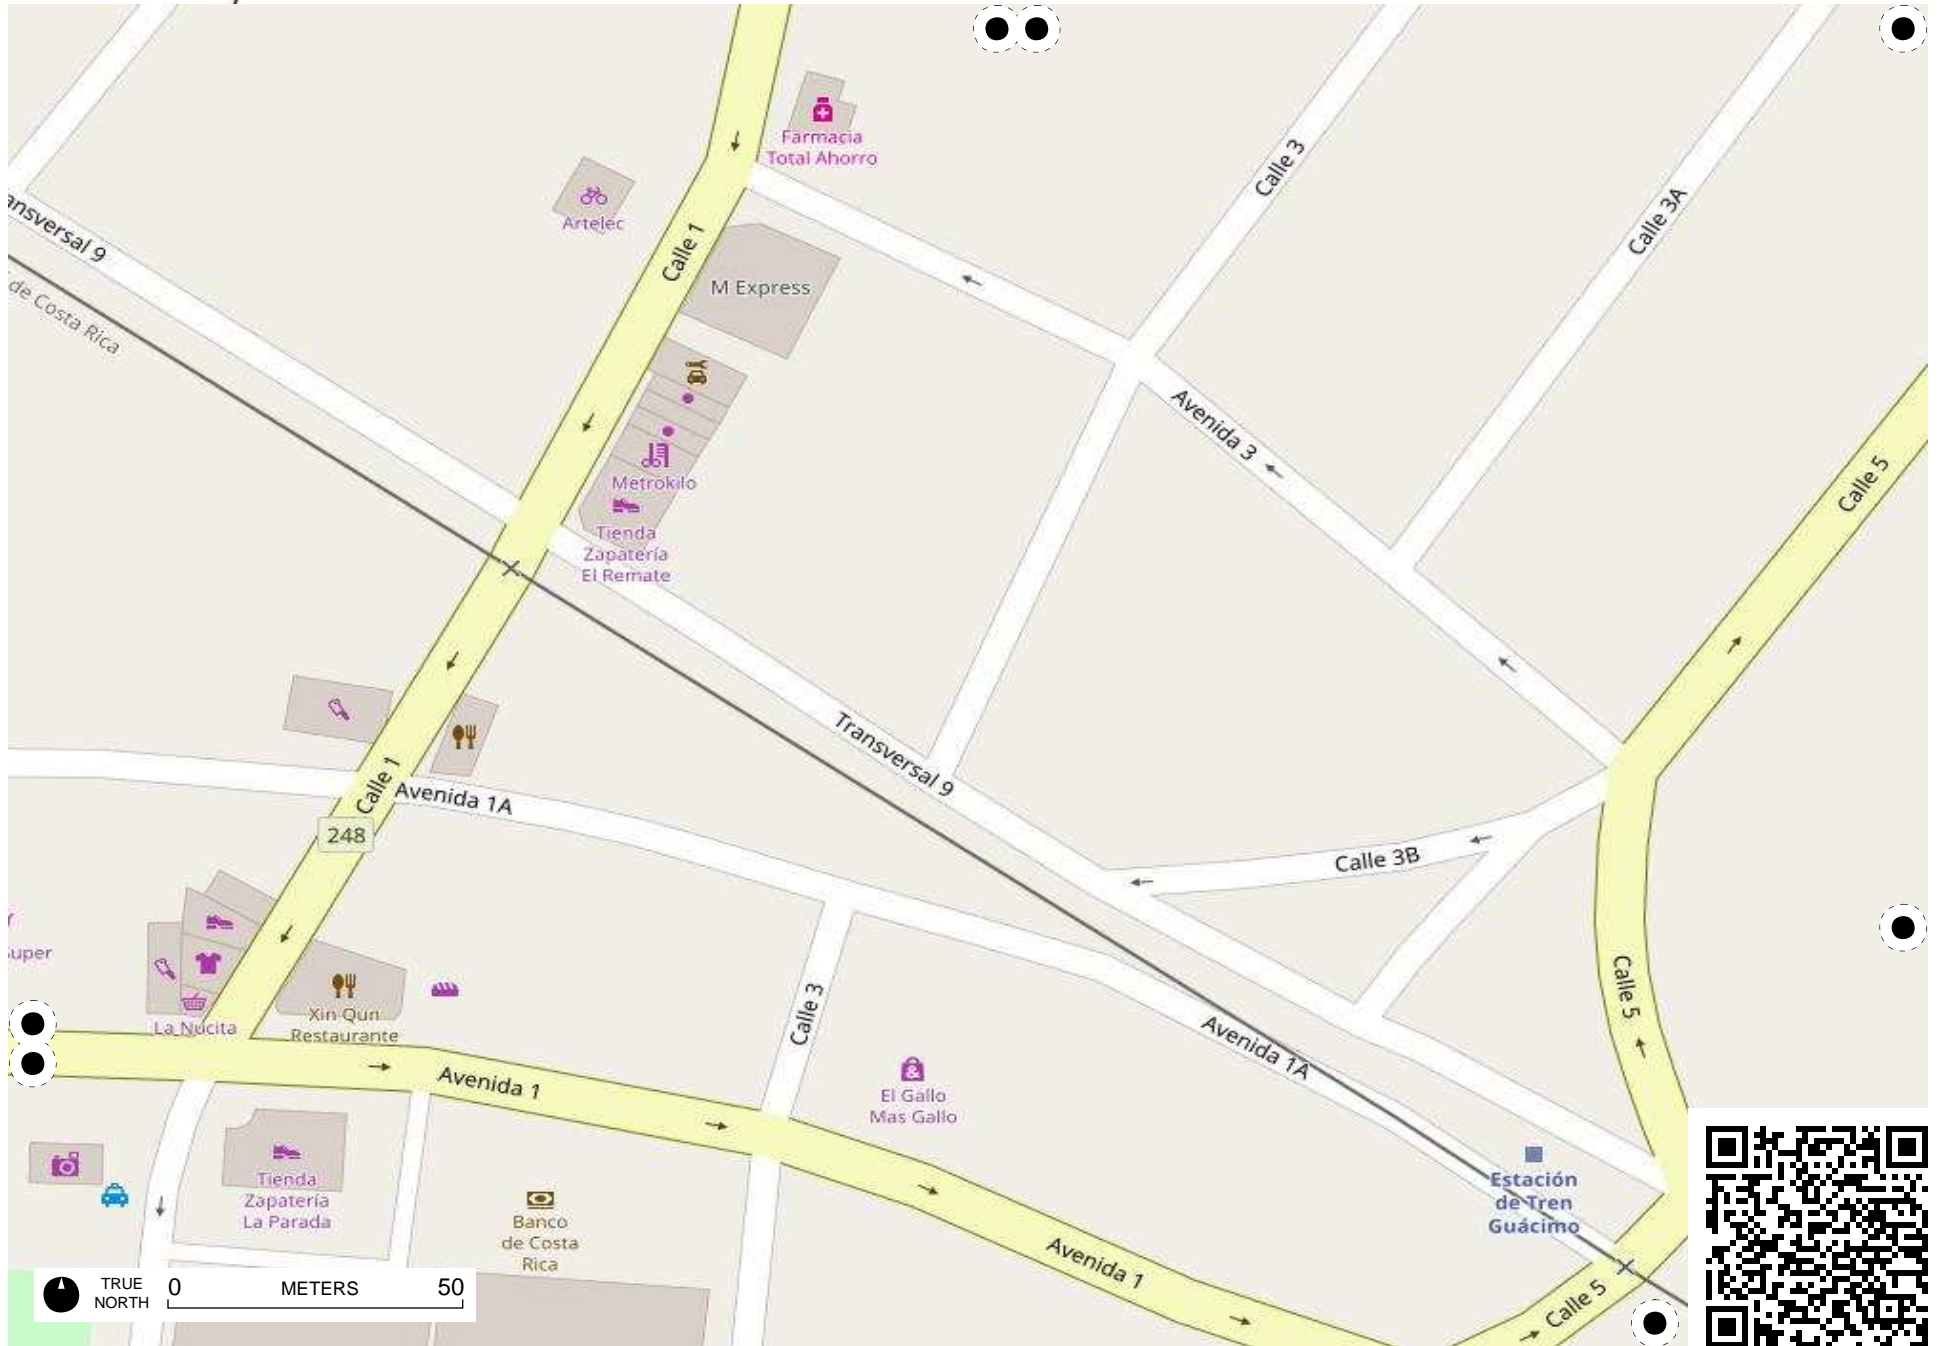 Farmacia
Total Ahorro
Calle 3
Calle 3A
Artelec
Calle 1
ansversal 9
M Express
de Costa Rica
Avenida 3
Metrokilo
Calle 5
Tienda
Zapatería
El Remate
Transversal 9
Calle 1
Avenida 1A
248
Calle 3B
uper
Calle 3
Calle 5
Xin Qun
Restaurante
La Nucita
Avenida 1A
Avenida 1
El Gallo
Mas Gallo
Tienda
Zapatería
La Parada
Estación
de Tren
Guácimo
Banco
de Costa
Rica
Avenida 1
Calle 5
TRUE
NORTH
0 METERS 50